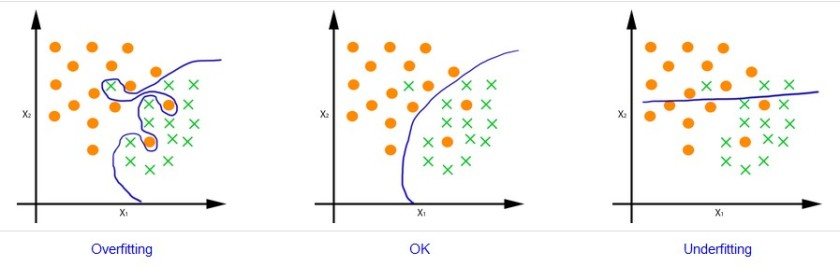 X₂
X₁
Overfitting
X₂
X₁
OK
X₂
X₁
Underfitting